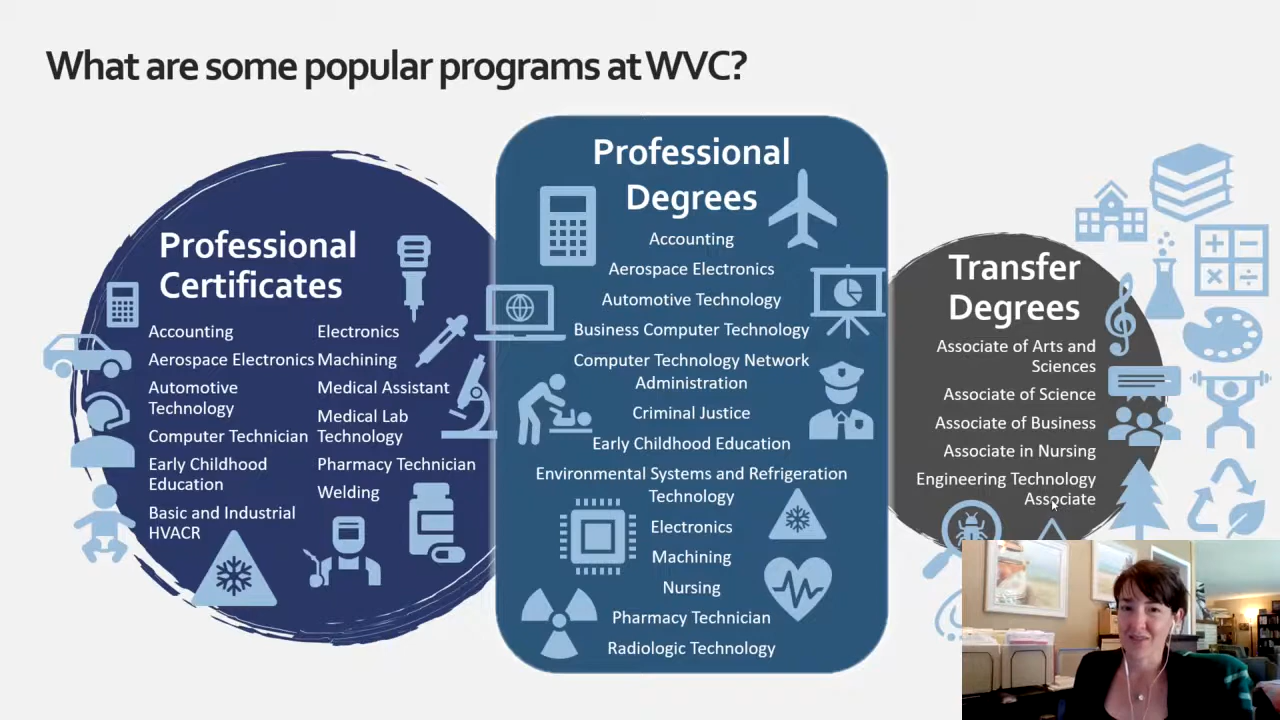 What are some popular programs at WVC?
Professional
Certificates
Accounting
Aerospace Electronics
Automotive
Technology
Computer Technician
Early Childhood
Education
Basic and Industrial
HVACR
Electronics
Machining
Medical Assistant
Medical Lab
Technology
Pharmacy Technician
Welding
Professional
Degrees
Accounting
Aerospace Electronics
Automotive Technology
Business Computer Technology
Computer Technology Network
Administration
Criminal Justice
Early Childhood Education
Environmental Systems and Refrigeration
Technology
Electronics
Machining
Nursing
Pharmacy Technician
Radiologic Technology
Transfer
Degrees
Associate of Arts and
Sciences
Associate of Science
Associate of Business
Associate in Nursing
Engineering Technology
Associate